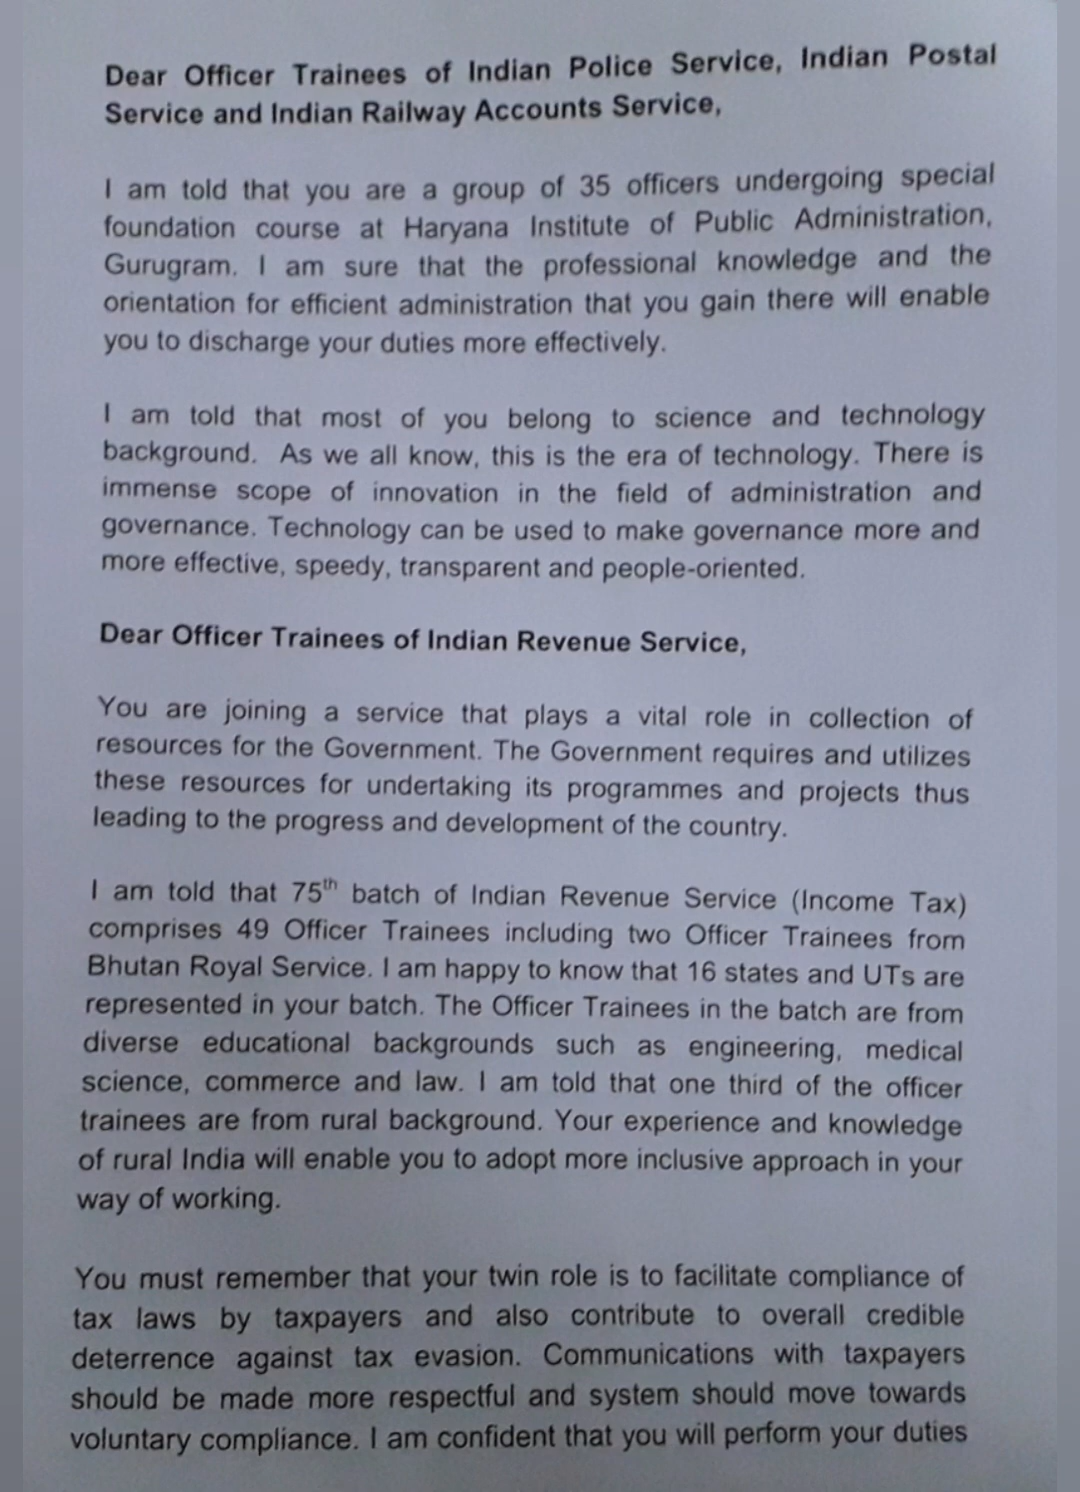 Dear Officer Trainees of Indian Police Service, Indian Postal
Service and Indian Railway Accounts Service,
I am told that you are a group of 35 officers undergoing special
foundation course at Haryana Institute of Public Administration,
Gurugram. I am sure that the professional knowledge and the
orientation for efficient administration that you gain there will enable
you to discharge your duties more effectively.
I am told that most of you belong to science and technology
background. As we all know, this is the era of technology. There is
immense scope of innovation in the field of administration and
governance. Technology can be used to make governance more and
more effective, speedy, transparent and people-oriented.
Dear Officer Trainees of Indian Revenue Service,
You are joining a service that plays a vital role in collection of
resources for the Government. The Government requires and utilizes
these resources for undertaking its programmes and projects thus
leading to the progress and development of the country.
I am told that 75th batch of Indian Revenue Service (Income Tax)
comprises 49 Officer Trainees including two Officer Trainees from
Bhutan Royal Service. I am happy to know that 16 states and UTs are
represented in your batch. The Officer Trainees in the batch are from
diverse educational backgrounds such as engineering, medical
science, commerce and law. I am told that one third of the officer
trainees are from rural background. Your experience and knowledge
of rural India will enable you to adopt more inclusive approach in your
way of working.
You must remember that your twin role is to facilitate compliance of
tax laws by taxpayers and also contribute to overall credible
deterrence against tax evasion. Communications with taxpayers
should be made more respectful and system should move towards
voluntary compliance. I am confident that you will perform your duties